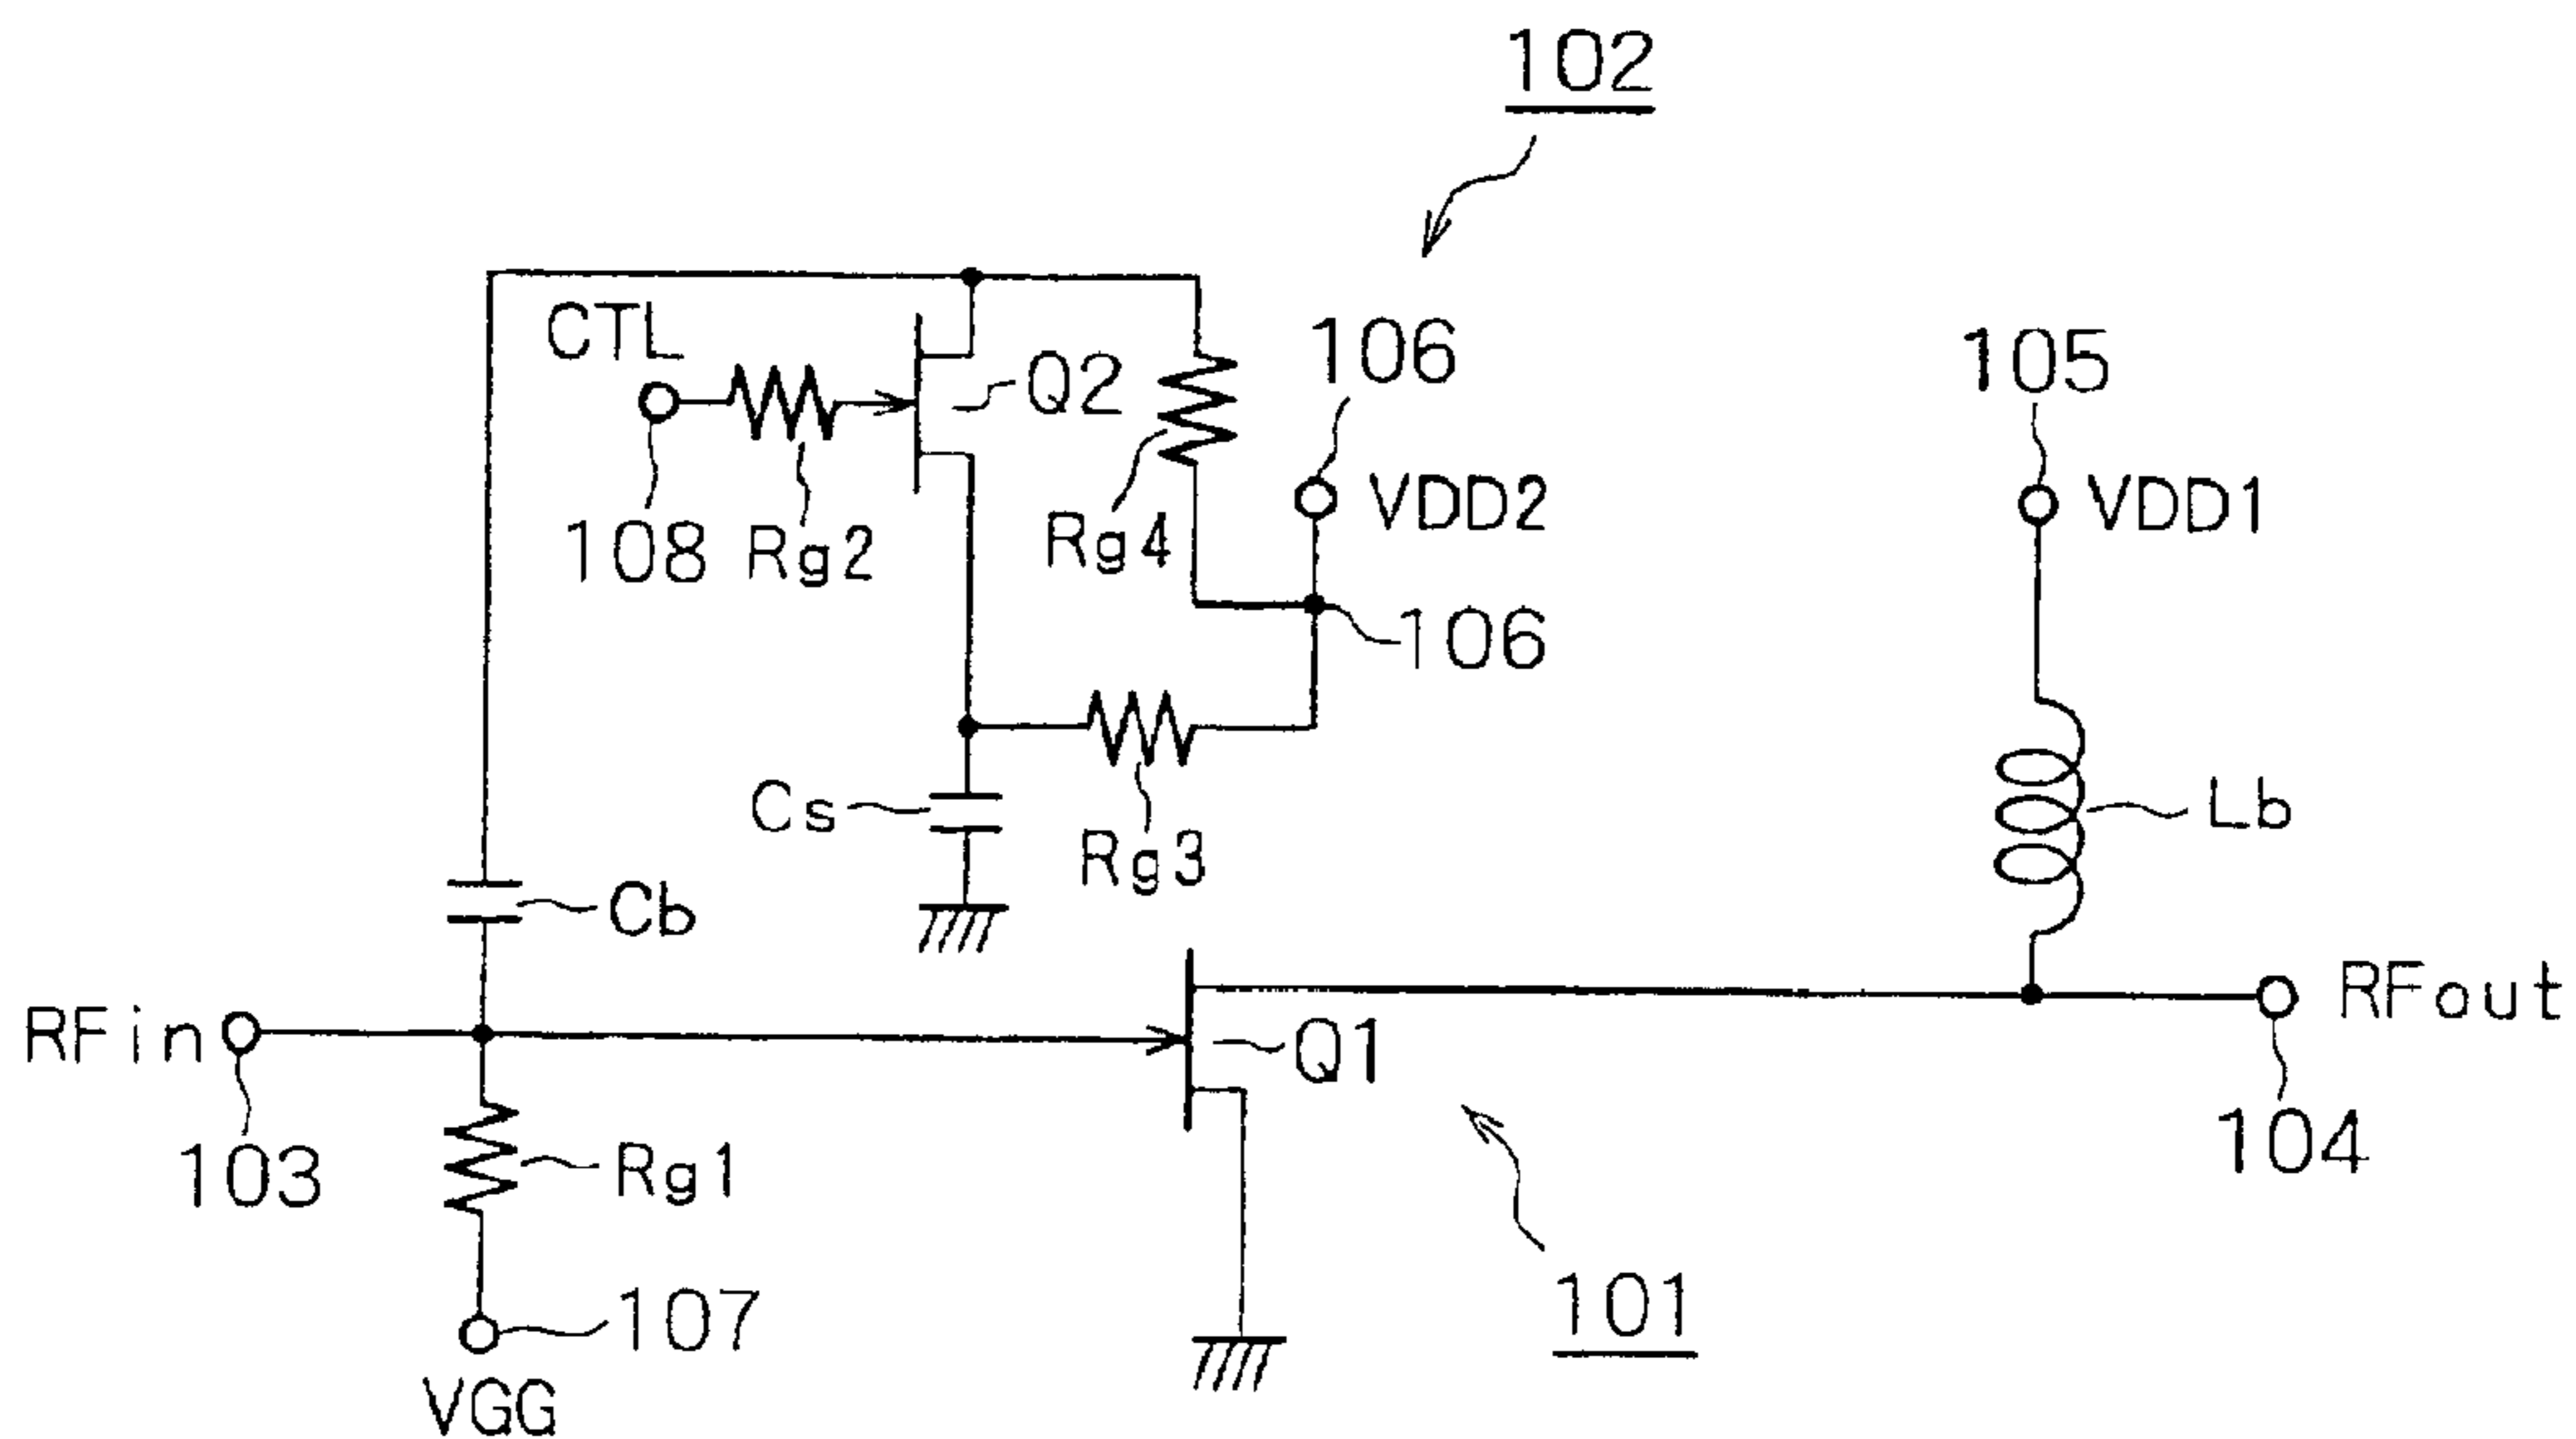 102
CTL
Q2
106
105
108
Rg2
Rg4
VDD2
VDD1
106
Cs
Rg3
Lb
Cb
RFin
Q1
RFout
103
Rg1
104
107
101
VGG